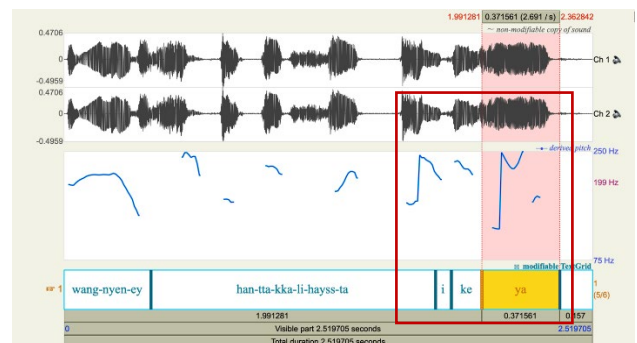 1.991281 0.371561 (2.691 / s) 2.362842
~ non-modifiable copy of sound
0.4706
0
-0.4959
Ch 1
0.4706
0
-0.4959
Ch 2
derived pitch
250 Hz
199 Hz
75 Hz
modifiable TextGrid
1 wang-nyen-ey han-tta-kka-li-hayss-ta i ke ya 1
(5/6)
1.991281 0.371561 0.157
0 Visible part 2.519705 seconds 2.519705
Total duration 2.519705 seconds